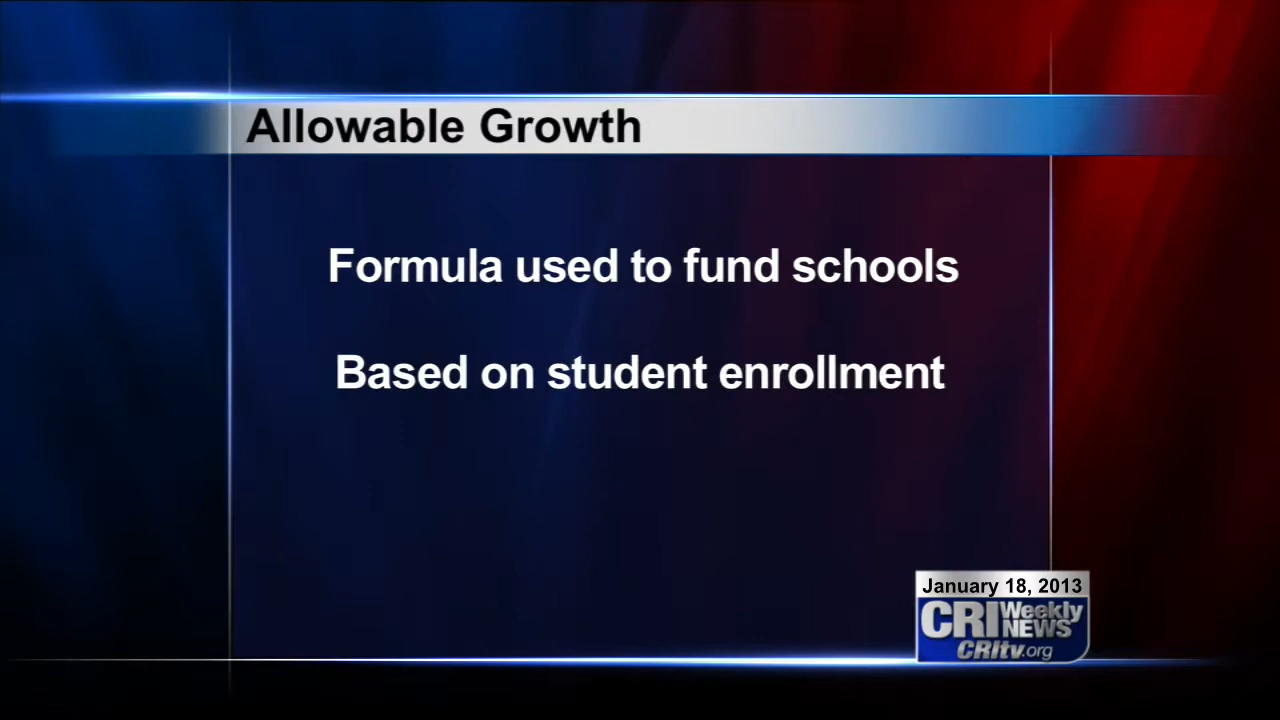 Allowable Growth
Formula used to fund schools
Based on student enrollment
January 18, 2013
CRI Weekly NEWS
CRItv.org